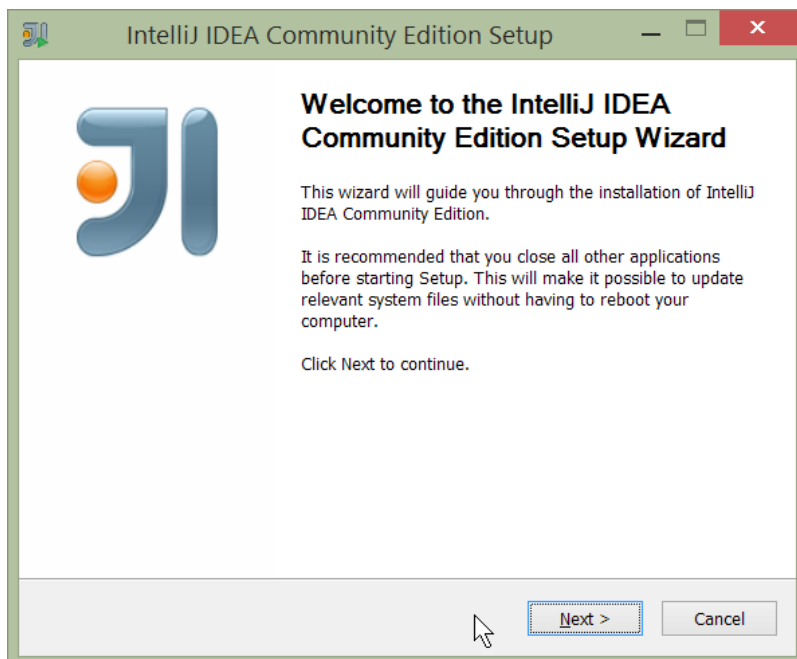 IntelliJ IDEA Community Edition Setup
Welcome to the IntelliJ IDEA
Community Edition Setup Wizard
This wizard will guide you through the installation of IntelliJ
IDEA Community Edition.
It is recommended that you close all other applications
before starting Setup. This will make it possible to update
relevant system files without having to reboot your
computer.
Click Next to continue.
Next >
Cancel